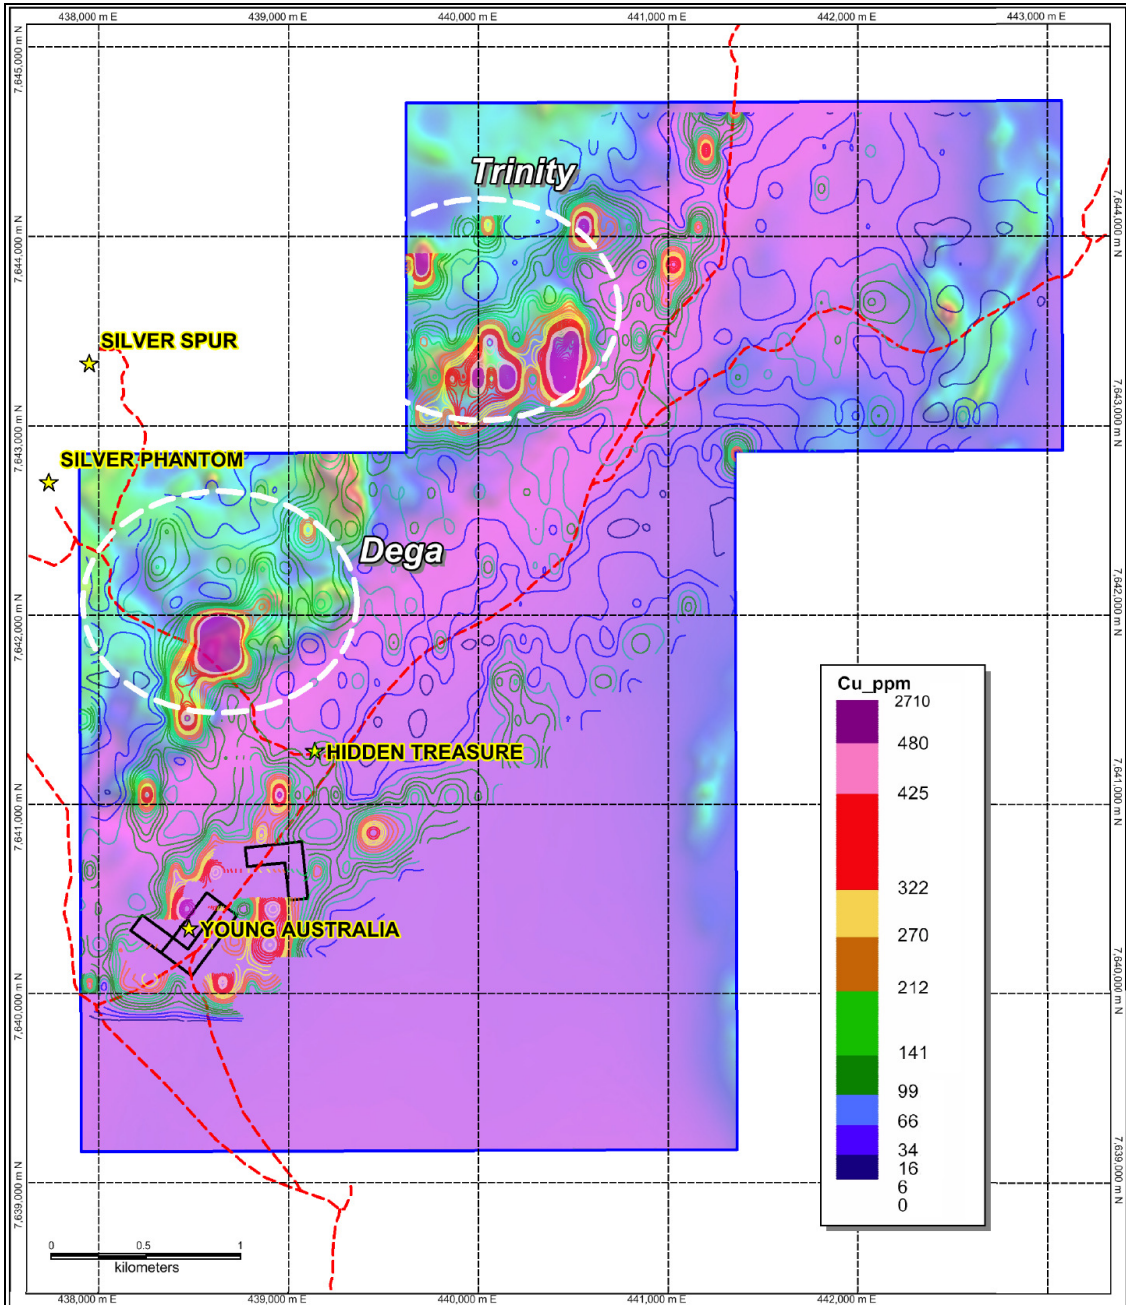 438,000 m E
439,000 m E
440,000 m E
441,000 m E
442,000 m E
443,000 m E
7,645,000 m N
7,644,000 m N
7,644,000 m N
Trinity
SILVER SPUR
7,643,000 m N
7,643,000 m N
SILVER PHANTOM
Dega
7,642,000 m N
7,642,000 m N
Cu_ppm
2710
480
425
322
270
212
141
99
66
34
16
6
0
HIDDEN TREASURE
7,641,000 m N
7,641,000 m N
YOUNG AUSTRALIA
7,640,000 m N
7,640,000 m N
7,639,000 m N
7,639,000 m N
0 0.5 1
kilometers
438,000 m E
439,000 m E
440,000 m E
441,000 m E
442,000 m E